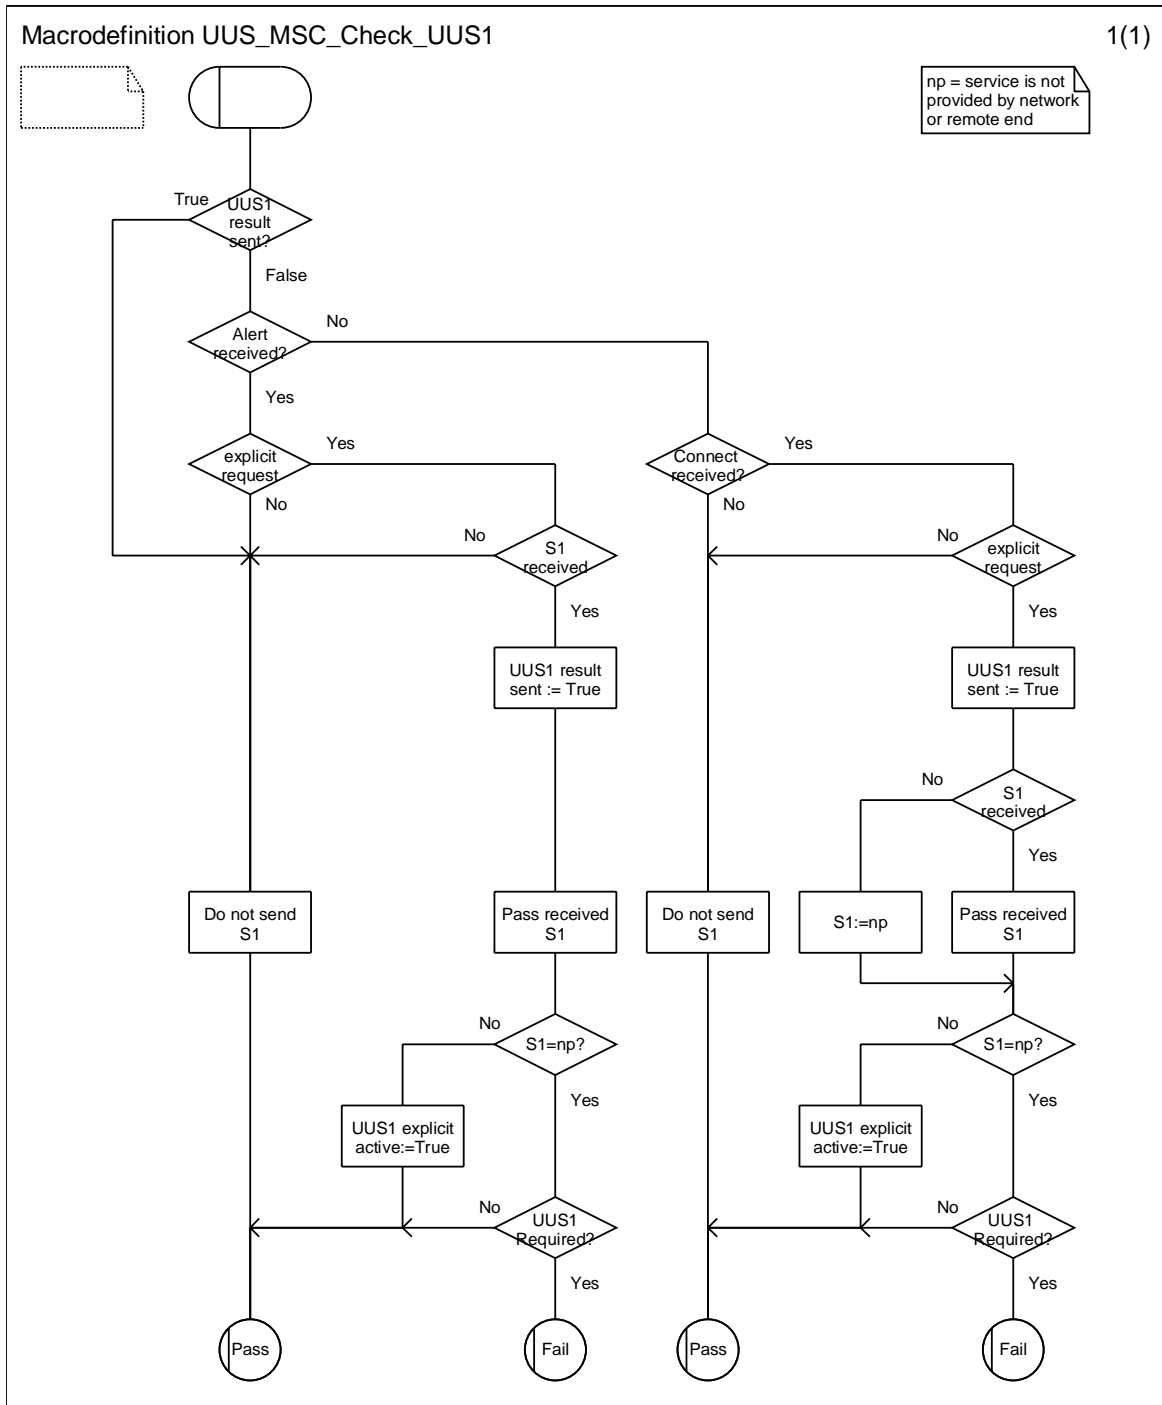 Macrodefinition UUS_MSC_Check_UUS1
1(1)
np = service is not
provided by network
or remote end
True
UUS1
result
sent?
False
Alert
received?
No
Yes
explicit
request
Yes
No
Connect
received?
Yes
No
No
S1
received
Yes
No
explicit
request
Yes
UUS1 result
sent := True
UUS1 result
sent := True
No
S1
received
Yes
Do not send
S1
Pass received
S1
Do not send
S1
S1:=np
Pass received
S1
No
S1=np?
Yes
No
S1=np?
Yes
UUS1 explicit
active:=True
UUS1 explicit
active:=True
No
UUS1
Required?
Yes
No
UUS1
Required?
Yes
Pass
Fail
Pass
Fail